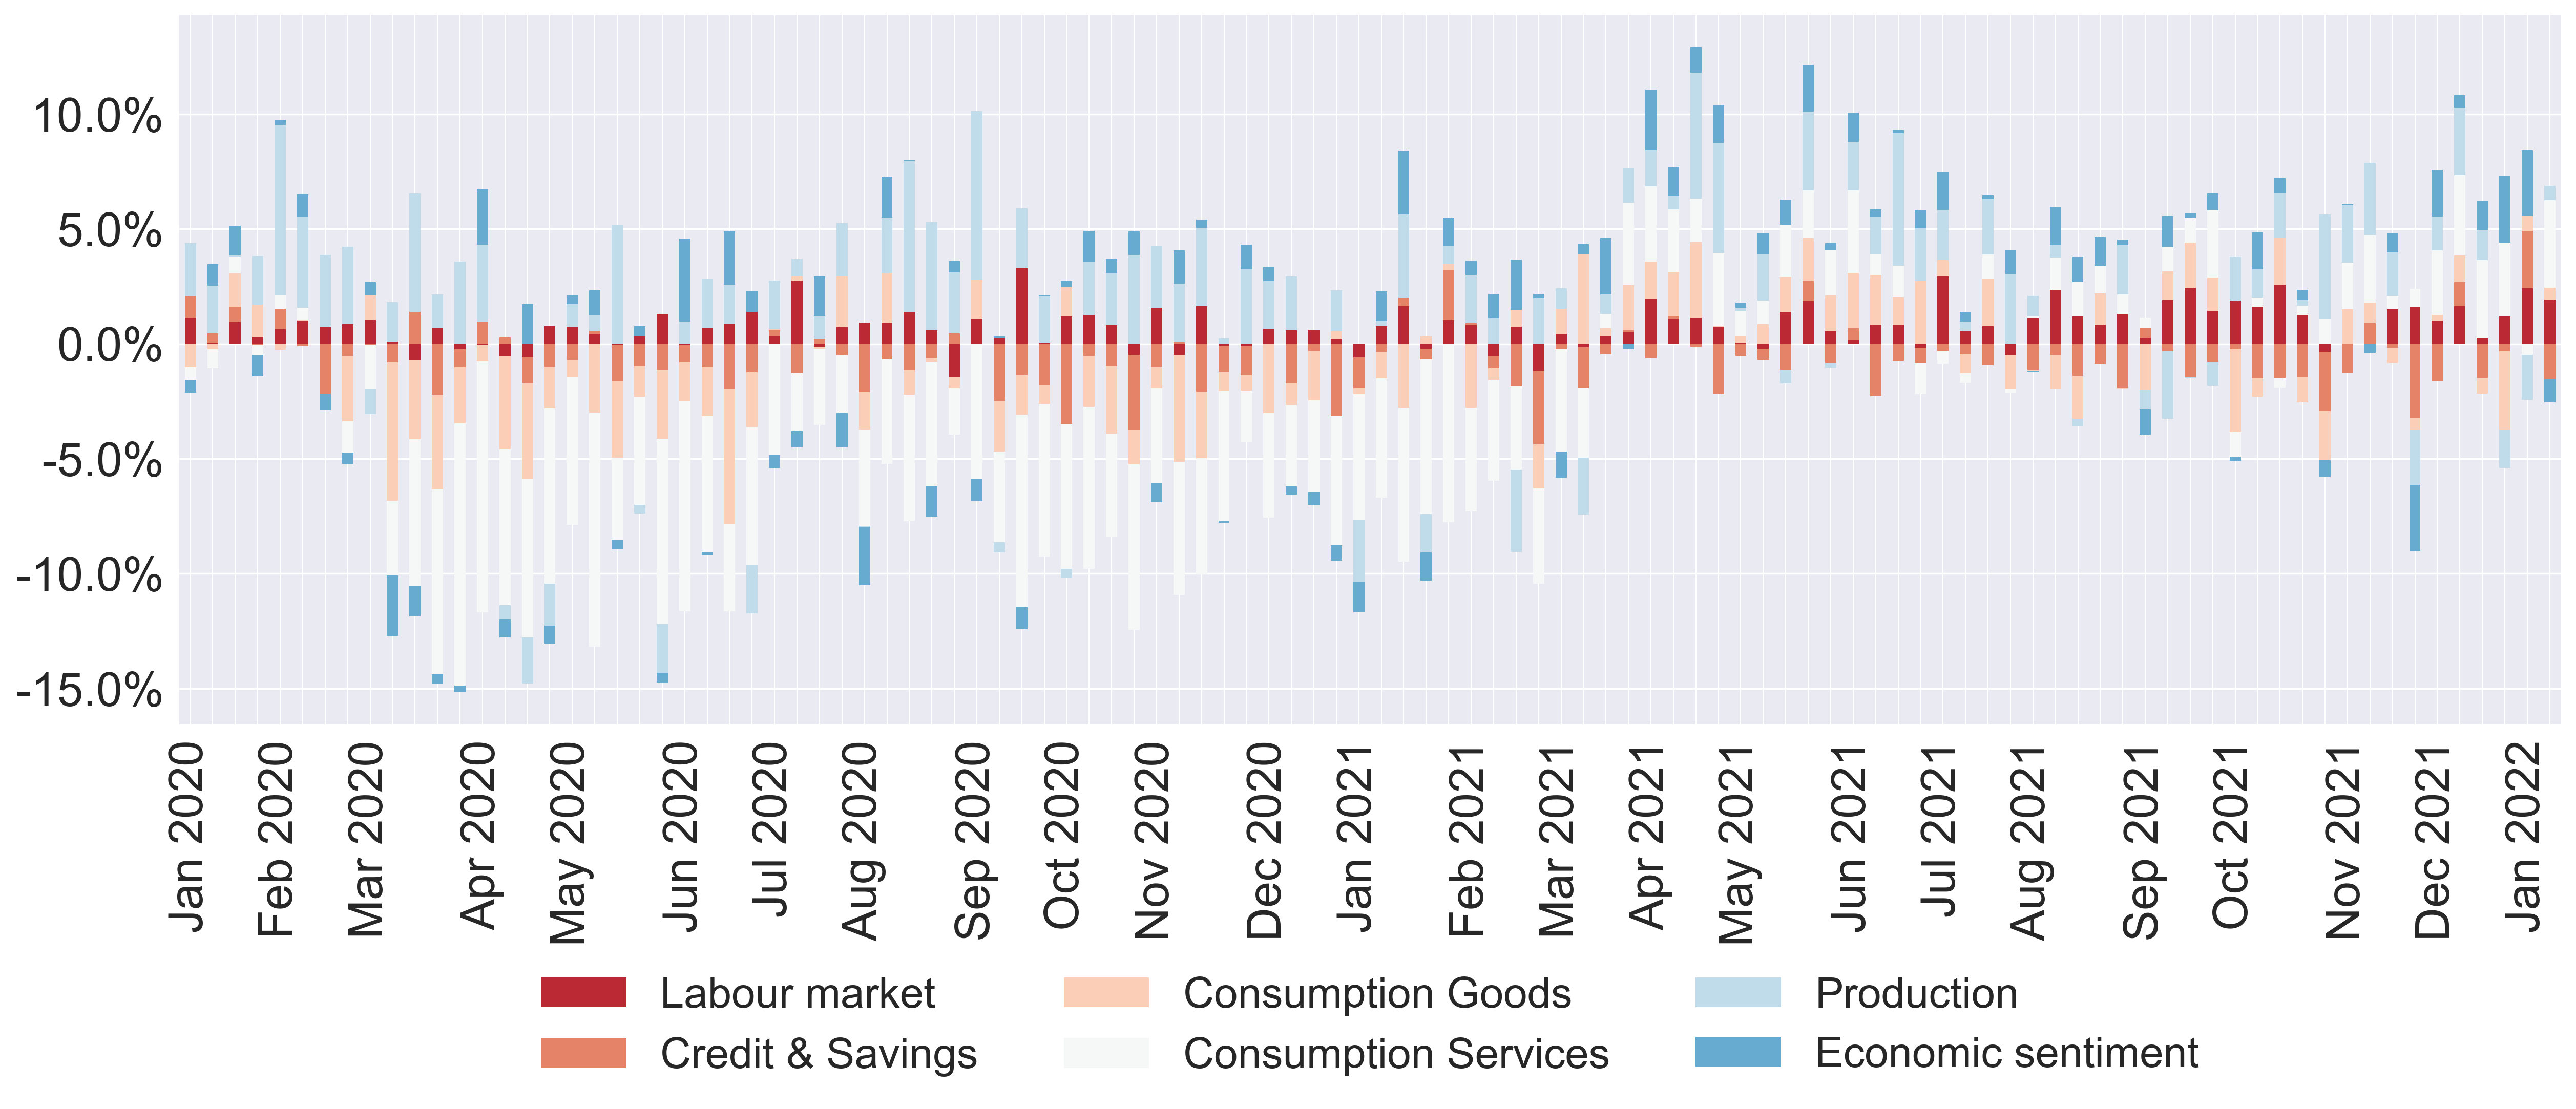 10.0%
5.0%
0.0%
-5.0%
-10.0%
-15.0%
Jan 2020
Feb 2020
Mar 2020
Apr 2020
May 2020
Jun 2020
Jul 2020
Aug 2020
Sep 2020
Oct 2020
Nov 2020
Dec 2020
Jan 2021
Feb 2021
Mar 2021
Apr 2021
May 2021
Jun 2021
Jul 2021
Aug 2021
Sep 2021
Oct 2021
Nov 2021
Dec 2021
Jan 2022
Labour market
Consumption Goods
Production
Credit & Savings
Consumption Services
Economic sentiment